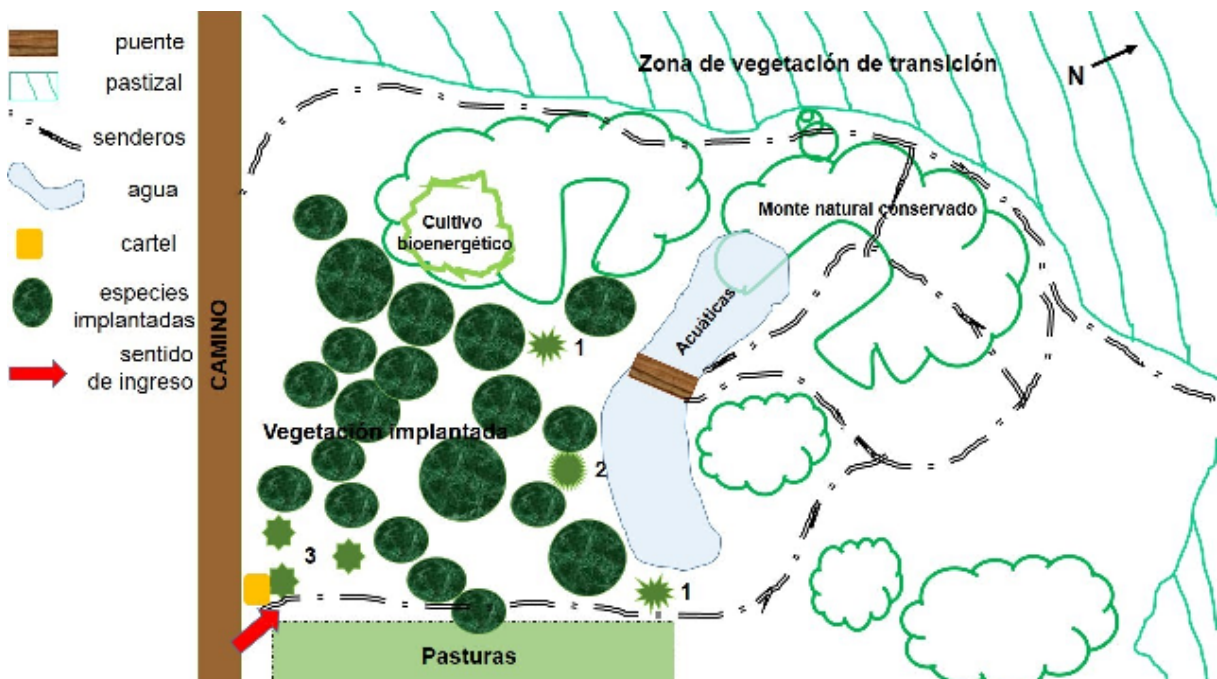 puente
pastizal
senderos
agua
cartel
especies
implantadas
sentido
de ingreso
CAMINO
Zona de vegetación de transición
N
Cultivo
bioenergético
Monte natural conservado
Acuáticas
1
Vegetación implantada
2
3
1
Pasturas